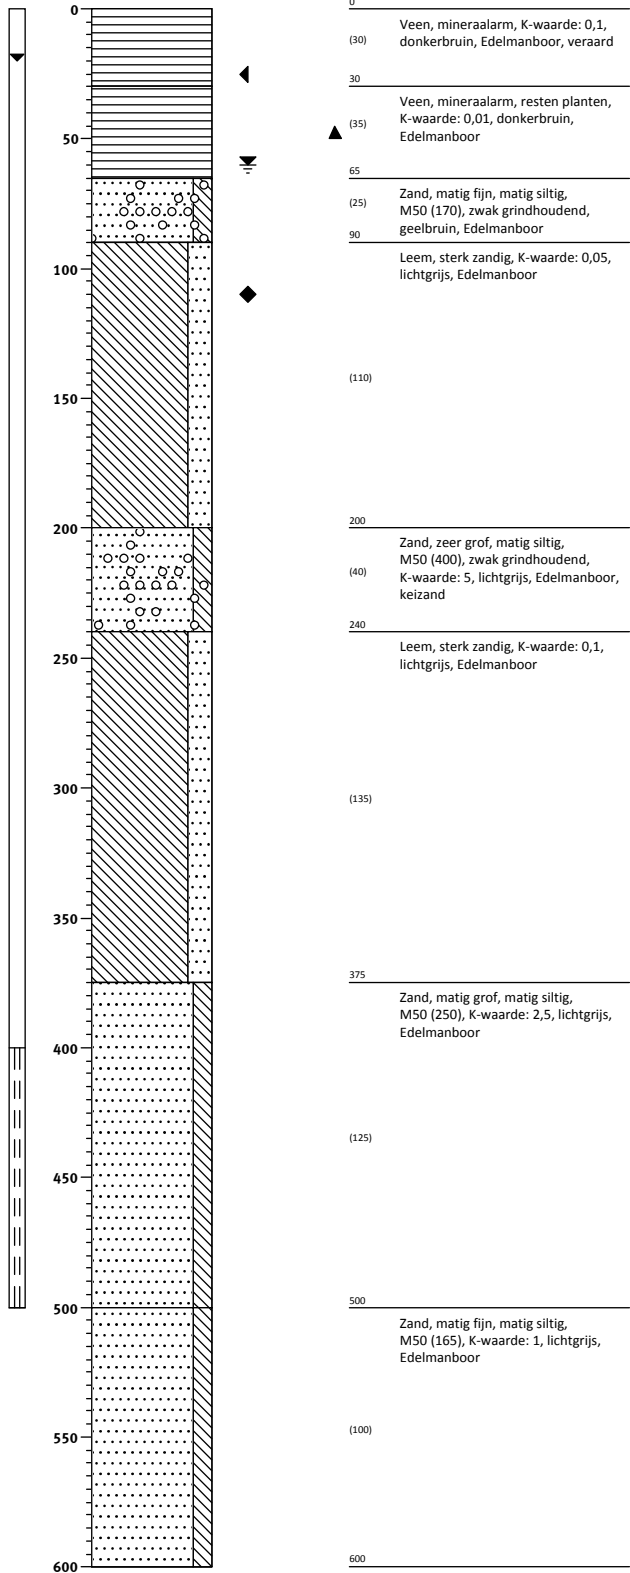 0
0
Veen, mineraalarm, K-waarde: 0,1,
(30)
donkerbruin, Edelmanboor, veraard
30
Veen, mineraalarm, resten planten,
K-waarde: 0,01, donkerbruin,
(35)
Edelmanboor
50
65
Zand, matig fijn, matig siltig,
(25)
M50 (170), zwak grindhoudend,
geelbruin, Edelmanboor
90
Leem, sterk zandig, K-waarde: 0,05,
lichtgrijs, Edelmanboor
100
(110)
150
200
200
Zand, zeer grof, matig siltig,
M50 (400), zwak grindhoudend,
(40)
K-waarde: 5, lichtgrijs, Edelmanboor,
keizand
240
Leem, sterk zandig, K-waarde: 0,1,
lichtgrijs, Edelmanboor
250
300
(135)
350
375
Zand, matig grof, matig siltig,
M50 (250), K-waarde: 2,5, lichtgrijs,
Edelmanboor
400
(125)
450
500
500
Zand, matig fijn, matig siltig,
M50 (165), K-waarde: 1, lichtgrijs,
Edelmanboor
(100)
550
600
600